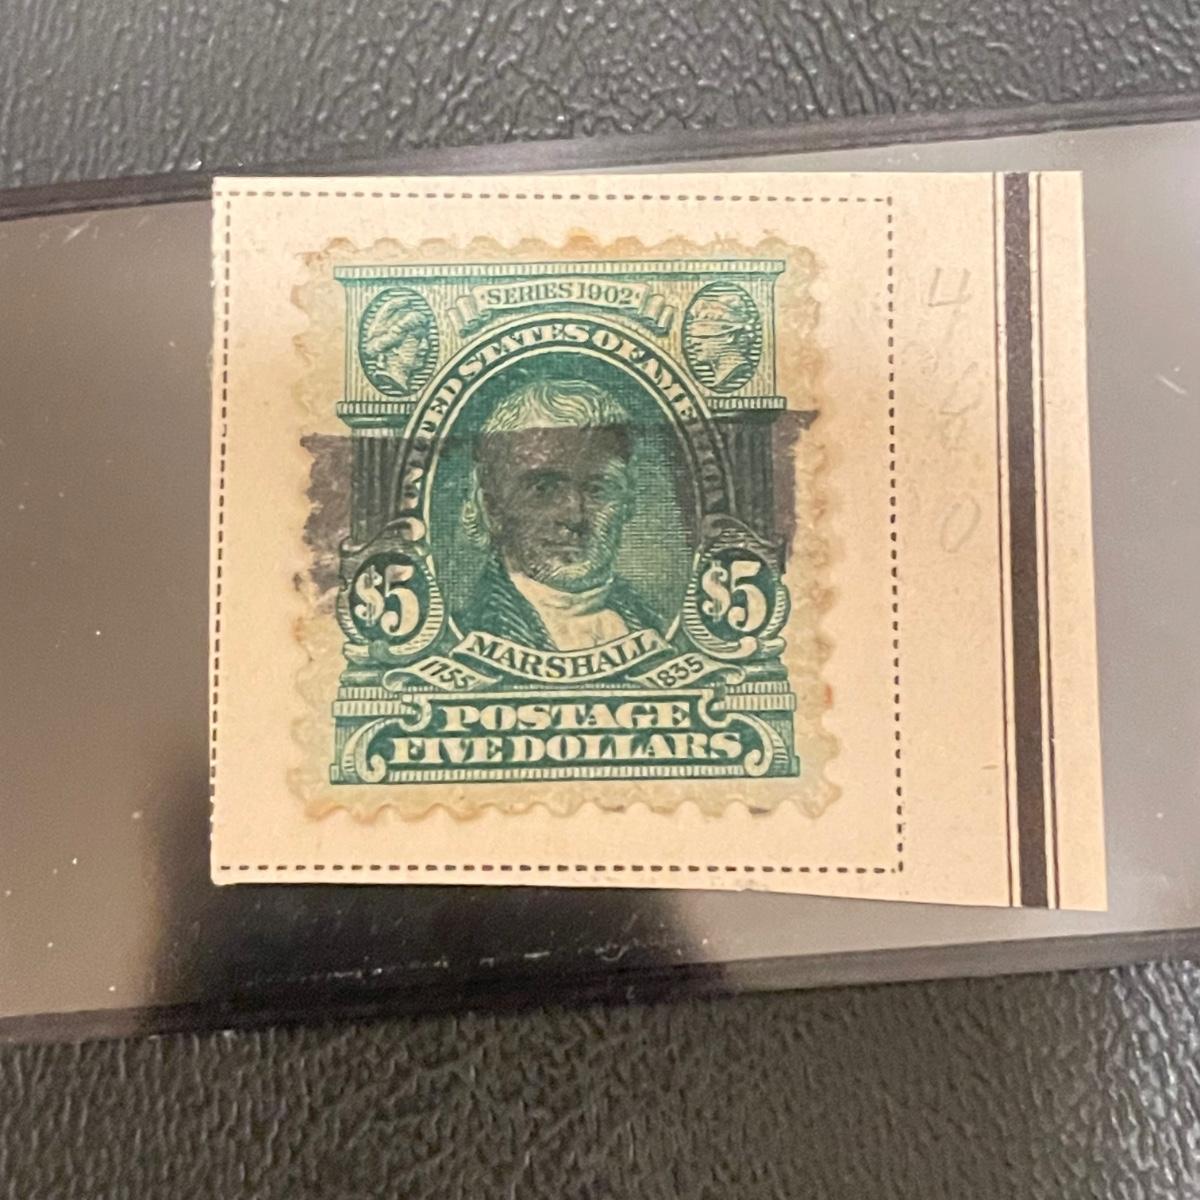 SERIES 1902
UNITED STATES OF AMERICA
$5 $5
MARSHALL
1755 1835
POSTAGE
FIVE DOLLARS